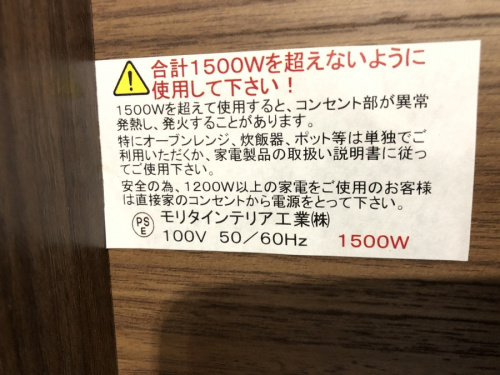 合計1500Wを超えないように
使用して下さい！
1500Wを超えて使用すると、コンセント部が異常
発熱し、発火することがあります。
特にオーブンレンジ、炊飯器、ポット等は単独でご
利用いただくか、家電製品の取扱い説明書に従っ
てご使用下さい。
安全の為、1200W以上の家電をご使用のお客様
は直接家のコンセントから電源をとって下さい。
PSE モリタインテリア工業㈱
100V 50／60Hz 1500W